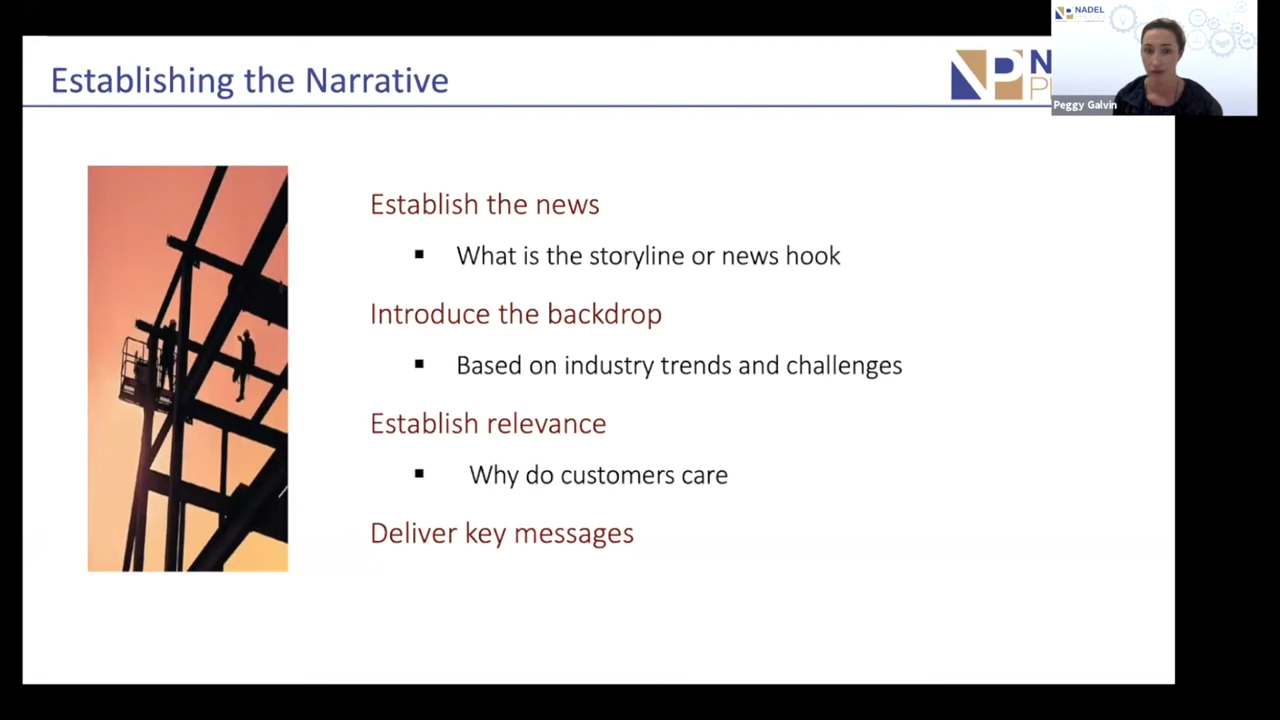 Establishing the Narrative
NP
NADEL
Peggy Galvin
Establish the news
▪ What is the storyline or news hook
Introduce the backdrop
▪ Based on industry trends and challenges
Establish relevance
▪ Why do customers care
Deliver key messages